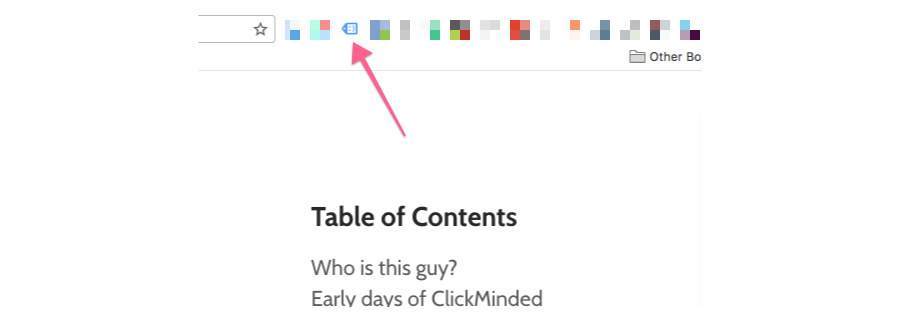 Other Bo
Table of Contents
Who is this guy?
Early days of ClickMinded